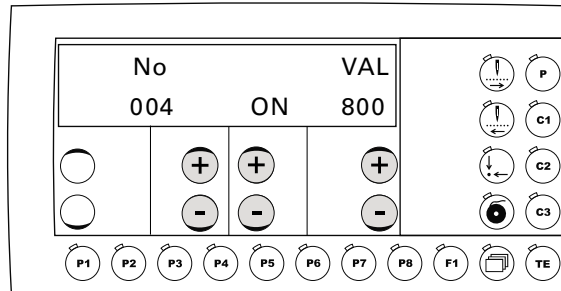 No VAL
004 ON 800
+ + +
- - -
P
C1
C2
C3
P1 P2 P3 P4 P5 P6 P7 P8 F1 TE